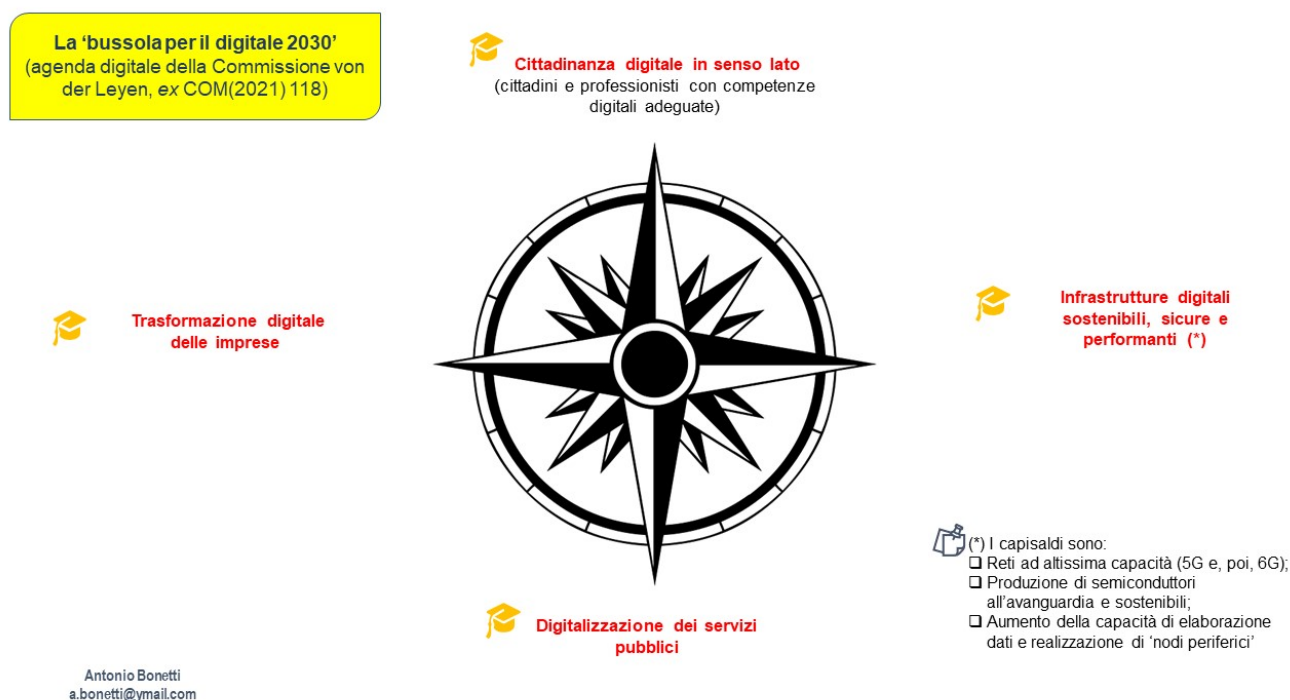 La ‘bussola per il digitale 2030’
(agenda digitale della Commissione von
der Leyen, ex COM(2021) 118)
Cittadinanza digitale in senso lato
(cittadini e professionisti con competenze
digitali adeguate)
Trasformazione digitale
delle imprese
Infrastrutture digitali
sostenibili, sicure e
performanti (*)
Digitalizzazione dei servizi
pubblici
(*) I capisaldi sono:
❑ Reti ad altissima capacità (5G e, poi, 6G);
❑ Produzione di semiconduttori
all’avanguardia e sostenibili;
❑ Aumento della capacità di elaborazione
dati e realizzazione di ‘nodi periferici’
Antonio Bonetti
a.bonetti@ymail.com